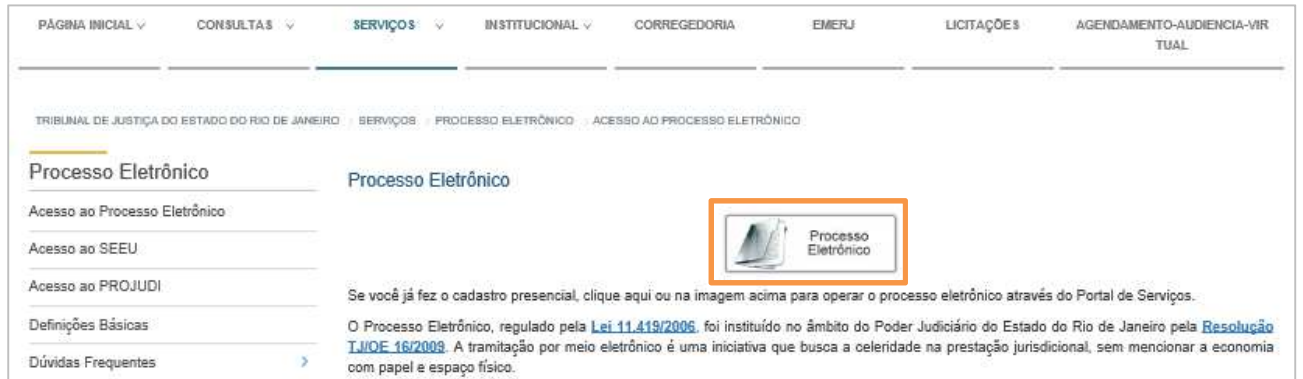 PÁGINA INICIAL
CONSULTAS
SERVIÇOS
INSTITUCIONAL
CORREGEDORIA
EMERJ
LICITAÇÕES
AGENDAMENTO-AUDIENCIA-VIR
TUAL
TRIBUNAL DE JUSTIÇA DO ESTADO DO RIO DE JANEIRO
SERVIÇOS
PROCESSO ELETRÔNICO
ACESSO AO PROCESSO ELETRÔNICO
Processo Eletrônico
Acesso ao Processo Eletrônico
Acesso ao SEEU
Acesso ao PROJUDI
Definições Básicas
Dúvidas Frequentes
Processo Eletrônico
Processo
Eletrônico
Se você já fez o cadastro presencial, clique aqui ou na imagem acima para operar o processo eletrônico através do Portal de Serviços.
O Processo Eletrônico, regulado pela Lei 11.419/2006, foi instituído no âmbito do Poder Judiciário do Estado do Rio de Janeiro pela Resolução
TJ/OE 16/2009. A tramitação por meio eletrônico é uma iniciativa que busca a celeridade na prestação jurisdicional, sem mencionar a economia
com papel e espaço físico.